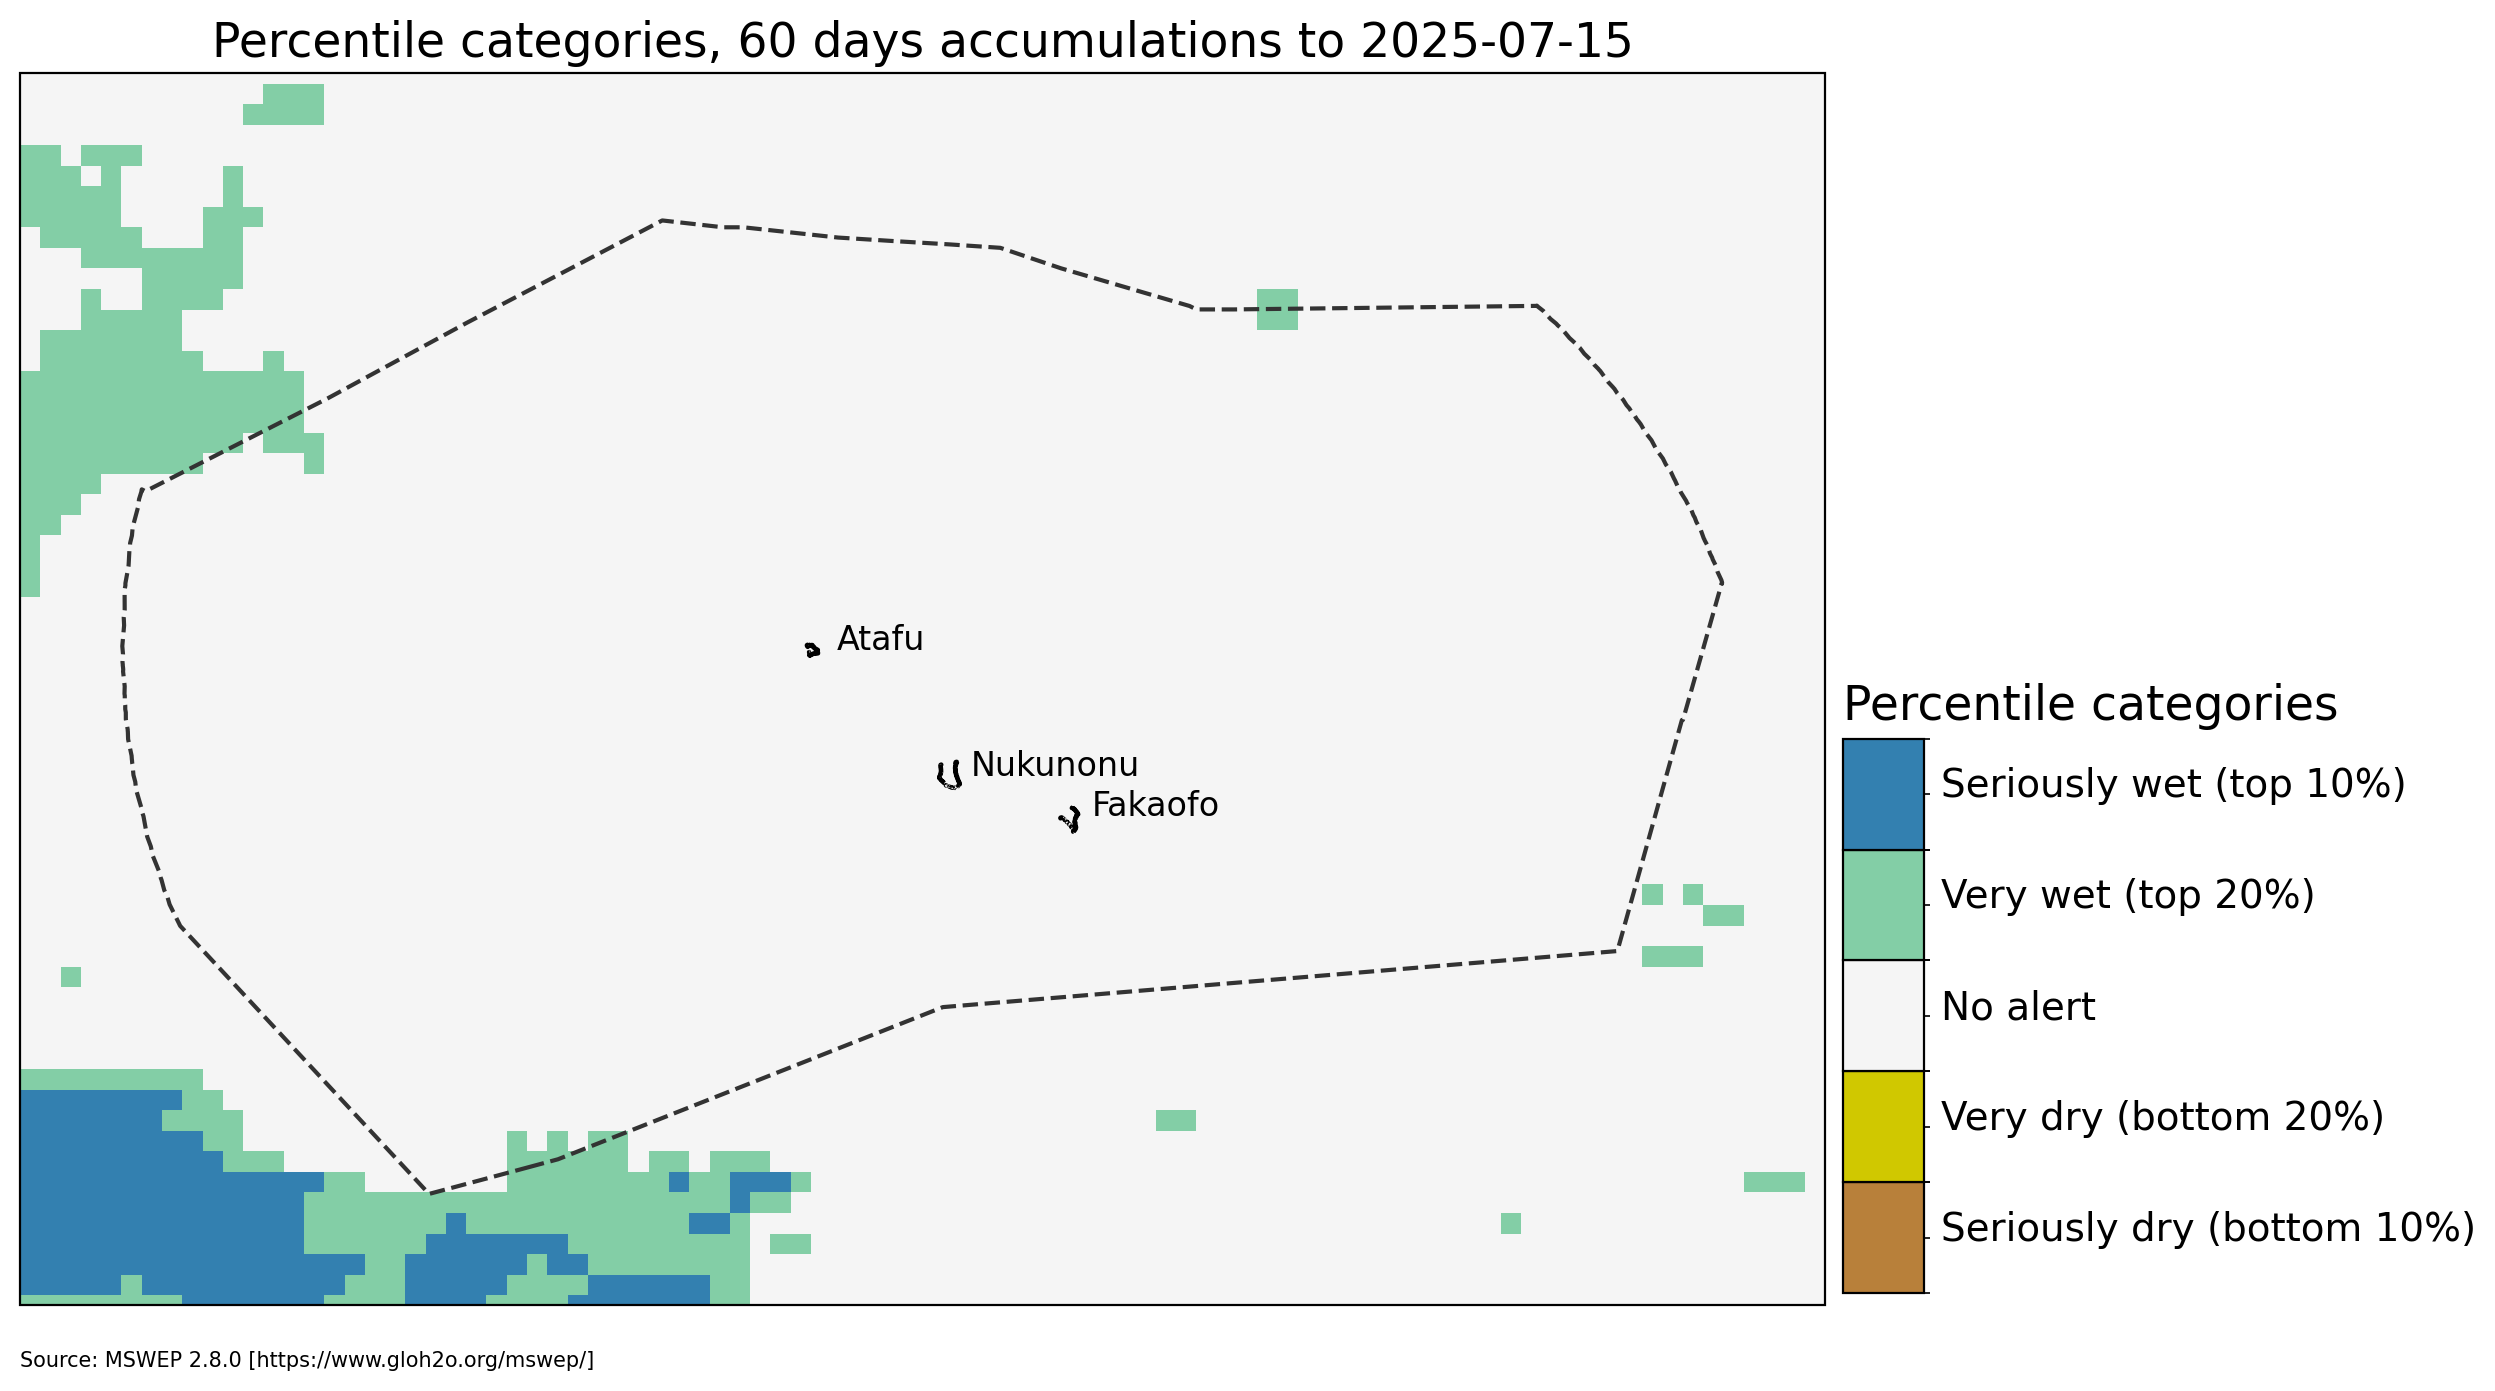 Percentile categories, 60 days accumulations to 2025-07-15
Atafu
Nukunonu
Fakaofo
Percentile categories
Seriously wet (top 10%)
Very wet (top 20%)
No alert
Very dry (bottom 20%)
Seriously dry (bottom 10%)
Source: MSWEP 2.8.0 [https://www.gloh2o.org/mswep/]